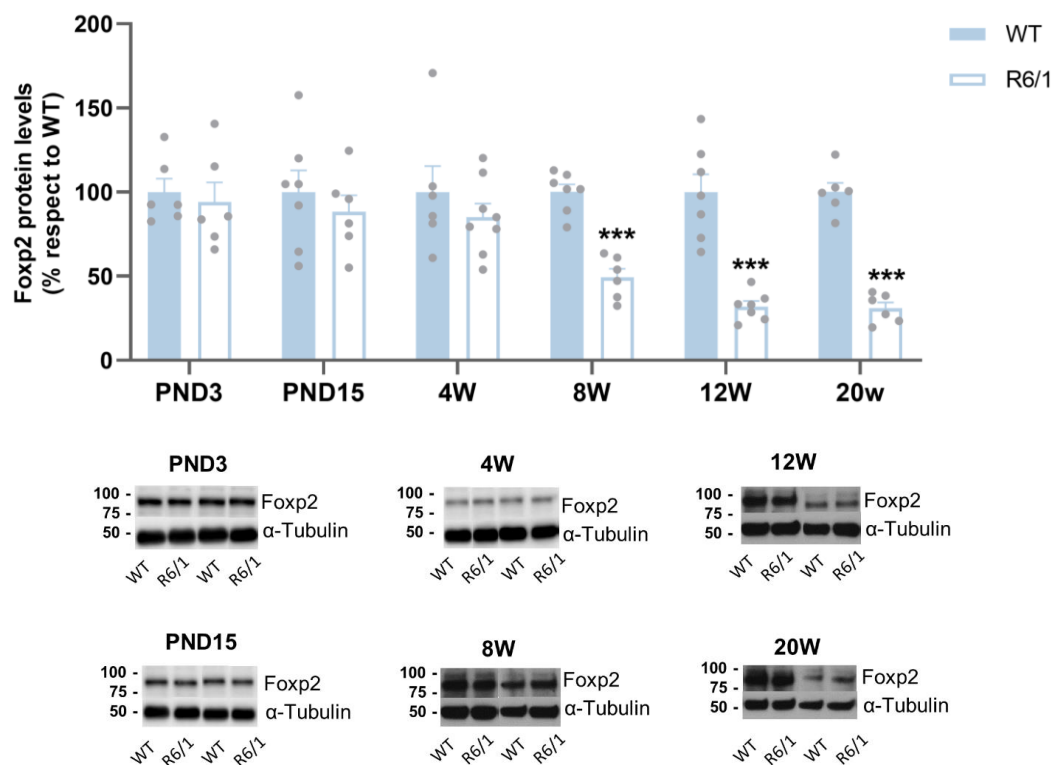 200
150
100
50
0
Foxp2 protein levels
(% respect to WT)
WT
R6/1
***
***
***
PND3
PND15
4W
8W
12W
20w
PND3
100 -
75 -
50 -
Foxp2
α-Tubulin
WT
R6/1
WT
R6/1
4W
100 -
75 -
50 -
Foxp2
α-Tubulin
WT
R6/1
WT
R6/1
12W
100 -
75 -
50 -
Foxp2
α-Tubulin
WT
R6/1
WT
R6/1
PND15
100 -
75 -
50 -
Foxp2
α-Tubulin
WT
R6/1
WT
R6/1
8W
100 -
75 -
50 -
Foxp2
α-Tubulin
WT
R6/1
WT
R6/1
20W
100 -
75 -
50 -
Foxp2
α-Tubulin
WT
R6/1
WT
R6/1